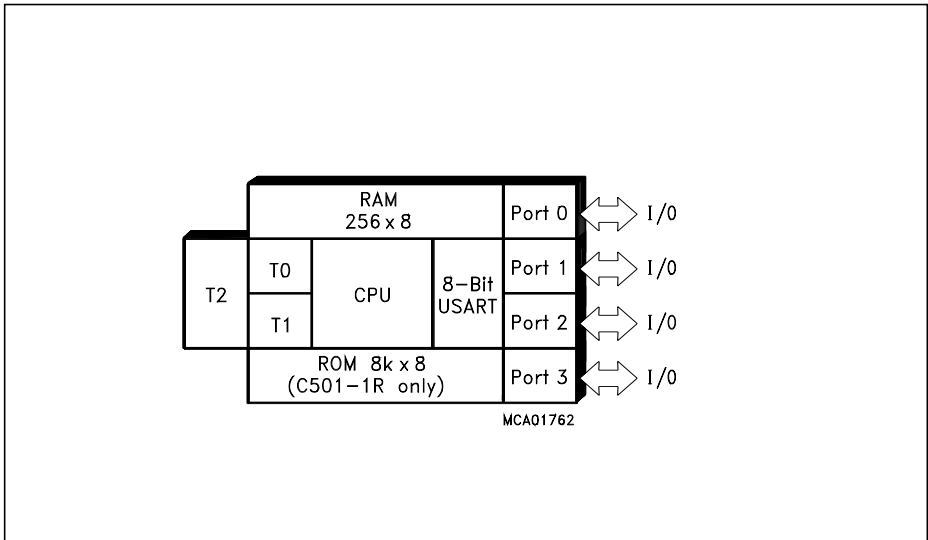 RAM
256 x 8
Port 0
I/0
T2
T0
T1
CPU
8-Bit
USART
Port 1
I/0
Port 2
I/0
ROM 8k x 8
(C501-1R only)
Port 3
I/0
MCA01762